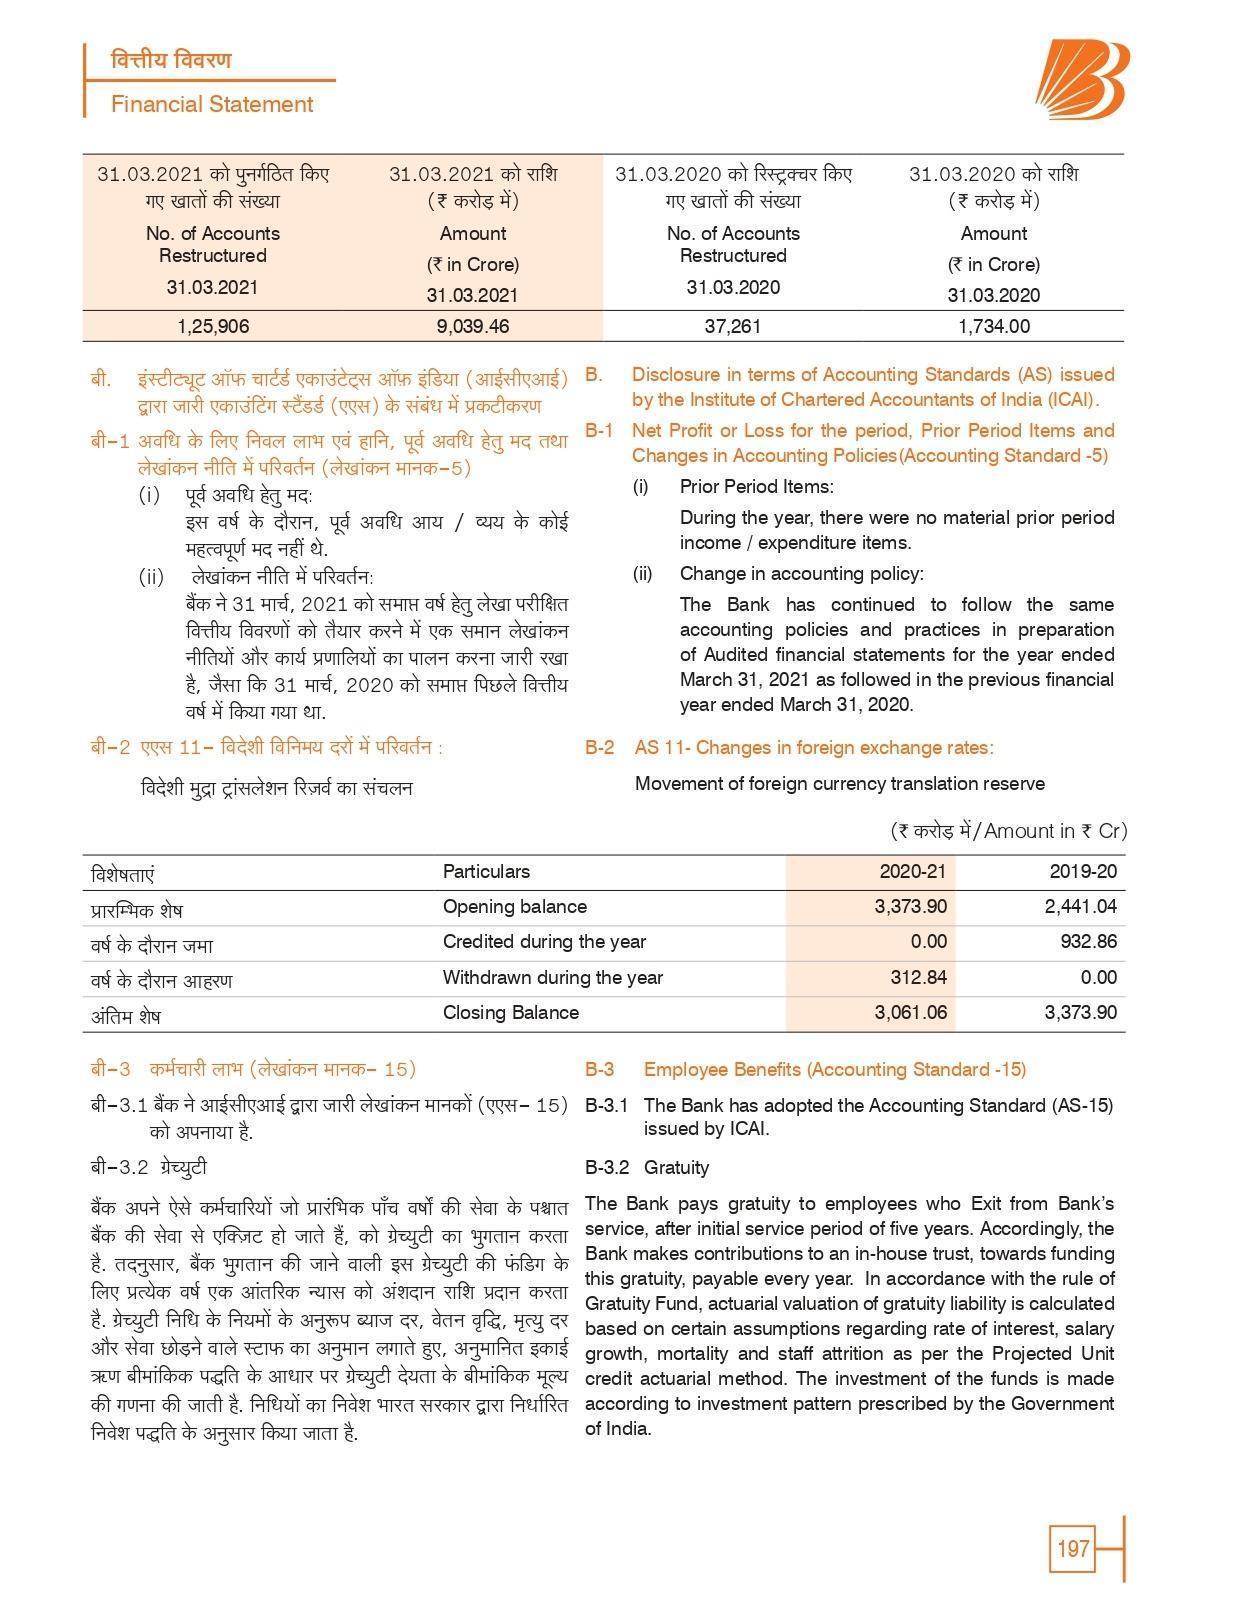 वित्तीय विवरण
Financial Statement
31.03.2021 को पुनर्गठित किए
गए खातों की संख्या
No. of Accounts
Restructured
31.03.2021
31.03.2021 को राशि
(₹ करोड़ में)
Amount
(₹ in Crore)
31.03.2021
31.03.2020 को रिस्ट्रक्चर किए
गए खातों की संख्या
No. of Accounts
Restructured
31.03.2020
31.03.2020 को राशि
(₹ करोड़ में)
Amount
(₹ in Crore)
31.03.2020
1,25,906 9,039.46 37,261 1,734.00
बी. इंस्टीट्यूट ऑफ चार्टर्ड एकाउंटेट्स ऑफ़ इंडिया (आईसीएआई)
द्वारा जारी एकाउंटिंग स्टैंडर्ड (एएस) के संबंध में प्रकटीकरण
बी-1 अवधि के लिए निवल लाभ एवं हानि, पूर्व अवधि हेतु मद तथा
लेखांकन नीति में परिवर्तन (लेखांकन मानक-5)
(i) पूर्व अवधि हेतु मद:
इस वर्ष के दौरान, पूर्व अवधि आय / व्यय के कोई
महत्वपूर्ण मद नहीं थे.
(ii) लेखांकन नीति में परिवर्तन:
बैंक ने 31 मार्च, 2021 को समाप्त वर्ष हेतु लेखा परीक्षित
वित्तीय विवरणों को तैयार करने में एक समान लेखांकन
नीतियों और कार्य प्रणालियों का पालन करना जारी रखा
है, जैसा कि 31 मार्च, 2020 को समाप्त पिछले वित्तीय
वर्ष में किया गया था.
बी-2 एएस 11- विदेशी विनिमय दरों में परिवर्तन :
विदेशी मुद्रा ट्रांसलेशन रिज़र्व का संचलन
B. Disclosure in terms of Accounting Standards (AS) issued
by the Institute of Chartered Accountants of India (ICAI).
B-1 Net Profit or Loss for the period, Prior Period Items and
Changes in Accounting Policies(Accounting Standard -5)
(i) Prior Period Items:
During the year, there were no material prior period
income / expenditure items.
(ii) Change in accounting policy:
The Bank has continued to follow the same
accounting policies and practices in preparation
of Audited financial statements for the year ended
March 31, 2021 as followed in the previous financial
year ended March 31, 2020.
B-2 AS 11- Changes in foreign exchange rates:
Movement of foreign currency translation reserve
(₹ करोड़ में/Amount in ₹ Cr)
विशेषताएं Particulars 2020-21 2019-20
प्रारम्भिक शेष Opening balance 3,373.90 2,441.04
वर्ष के दौरान जमा Credited during the year 0.00 932.86
वर्ष के दौरान आहरण Withdrawn during the year 312.84 0.00
अंतिम शेष Closing Balance 3,061.06 3,373.90
बी-3 कर्मचारी लाभ (लेखांकन मानक- 15)
बी-3.1 बैंक ने आईसीएआई द्वारा जारी लेखांकन मानकों (एएस- 15)
को अपनाया है.
बी-3.2 ग्रेच्युटी
बैंक अपने ऐसे कर्मचारियों जो प्रारंभिक पाँच वर्षों की सेवा के पश्चात
बैंक की सेवा से एक्ज़िट हो जाते हैं, को ग्रेच्युटी का भुगतान करता
है. तदनुसार, बैंक भुगतान की जाने वाली इस ग्रेच्युटी की फंडिग के
लिए प्रत्येक वर्ष एक आंतरिक न्यास को अंशदान राशि प्रदान करता
है. ग्रेच्युटी निधि के नियमों के अनुरूप ब्याज दर, वेतन वृद्धि, मृत्यु दर
और सेवा छोड़ने वाले स्टाफ का अनुमान लगाते हुए, अनुमानित इकाई
ऋण बीमांकिक पद्धति के आधार पर ग्रेच्युटी देयता के बीमांकिक मूल्य
की गणना की जाती है. निधियों का निवेश भारत सरकार द्वारा निर्धारित
निवेश पद्धति के अनुसार किया जाता है.
B-3 Employee Benefits (Accounting Standard -15)
B-3.1 The Bank has adopted the Accounting Standard (AS-15)
issued by ICAI.
B-3.2 Gratuity
The Bank pays gratuity to employees who Exit from Bank's
service, after initial service period of five years. Accordingly, the
Bank makes contributions to an in-house trust, towards funding
this gratuity, payable every year. In accordance with the rule of
Gratuity Fund, actuarial valuation of gratuity liability is calculated
based on certain assumptions regarding rate of interest, salary
growth, mortality and staff attrition as per the Projected Unit
credit actuarial method. The investment of the funds is made
according to investment pattern prescribed by the Government
of India.
197